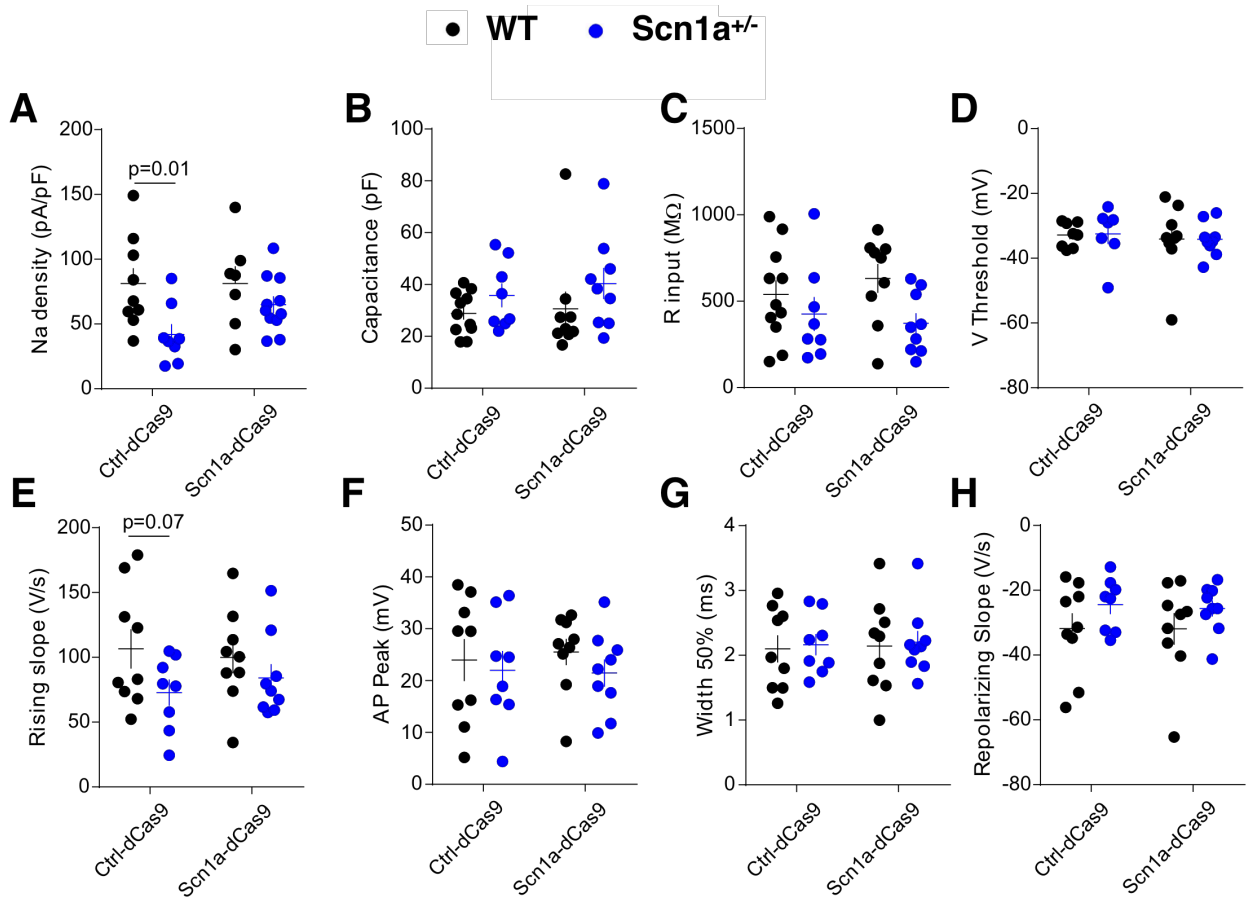 WT Scn1a+/-
A
Na density (pA/pF)
200
150
100
50
0
p=0.01
Ctrl-dCas9
Scn1a-dCas9
B
Capacitance (pF)
100
80
60
40
20
0
Ctrl-dCas9
Scn1a-dCas9
C
R input (MΩ)
1500
1000
500
0
Ctrl-dCas9
Scn1a-dCas9
D
V Threshold (mV)
0
-20
-40
-60
-80
Ctrl-dCas9
Scn1a-dCas9
E
Rising slope (V/s)
200
150
100
50
0
p=0.07
Ctrl-dCas9
Scn1a-dCas9
F
AP Peak (mV)
50
40
30
20
10
0
Ctrl-dCas9
Scn1a-dCas9
G
Width 50% (ms)
4
3
2
1
0
Ctrl-dCas9
Scn1a-dCas9
H
Repolarizing Slope (V/s)
0
-20
-40
-60
-80
Ctrl-dCas9
Scn1a-dCas9